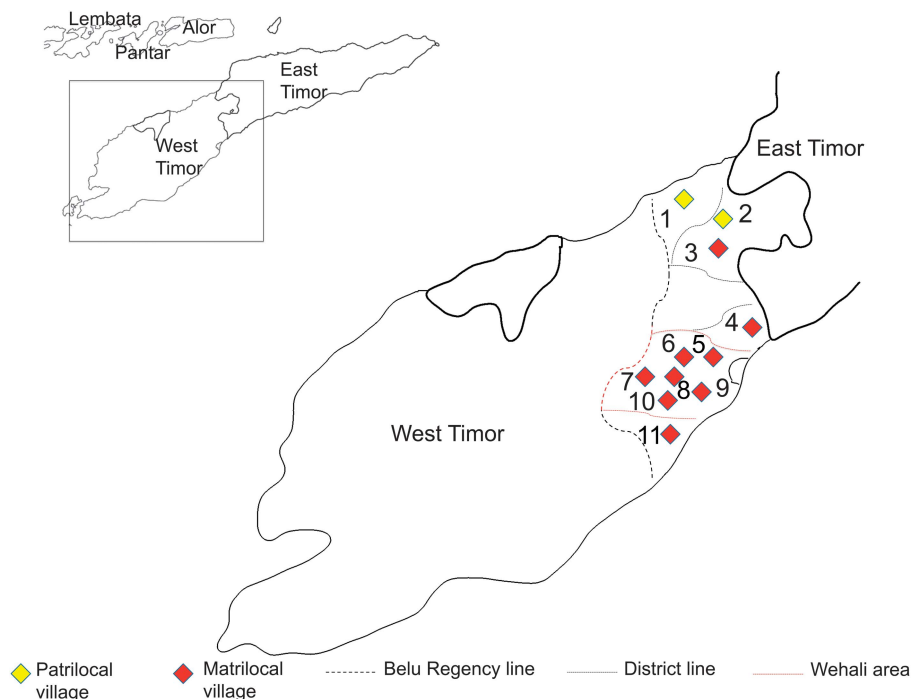 Lembata
Alor
Pantar
East
Timor
West
Timor
East Timor
1
2
3
4
6 5
7
8 9
10
11
West Timor
Patrilocal
village
Matrilocal
village
Belu Regency line
District line
Wehali area